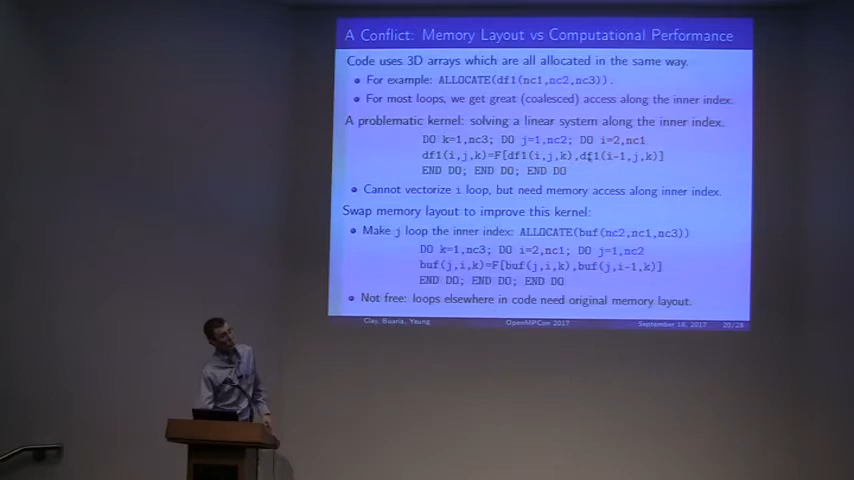 A Conflict: Memory Layout vs Computational Performance
Code uses 3D arrays which are all allocated in the same way.
For example: ALLOCATE(df1(nc1,nc2,nc3)).
For most loops, we get great (coalesced) access along the inner index.
A problematic kernel: solving a linear system along the inner index.
DO k=1,nc3; DO j=1,nc2; DO i=2,nc1
df1(i,j,k)=F[df1(i,j,k),df1(i-1,j,k)]
END DO; END DO; END DO
Cannot vectorize i loop, but need memory access along inner index.
Swap memory layout to improve this kernel:
Make j loop the inner index: ALLOCATE(buf(nc2,nc1,nc3))
DO k=1,nc3; DO i=2,nc1; DO j=1,nc2
buf(j,i,k)=F[buf(j,i,k),buf(j,i-1,k)]
END DO; END DO; END DO
Not free: loops elsewhere in code need original memory layout.
Clay, Buaria, Yeung OpenMPCon 2017 September 18, 2017 20/28